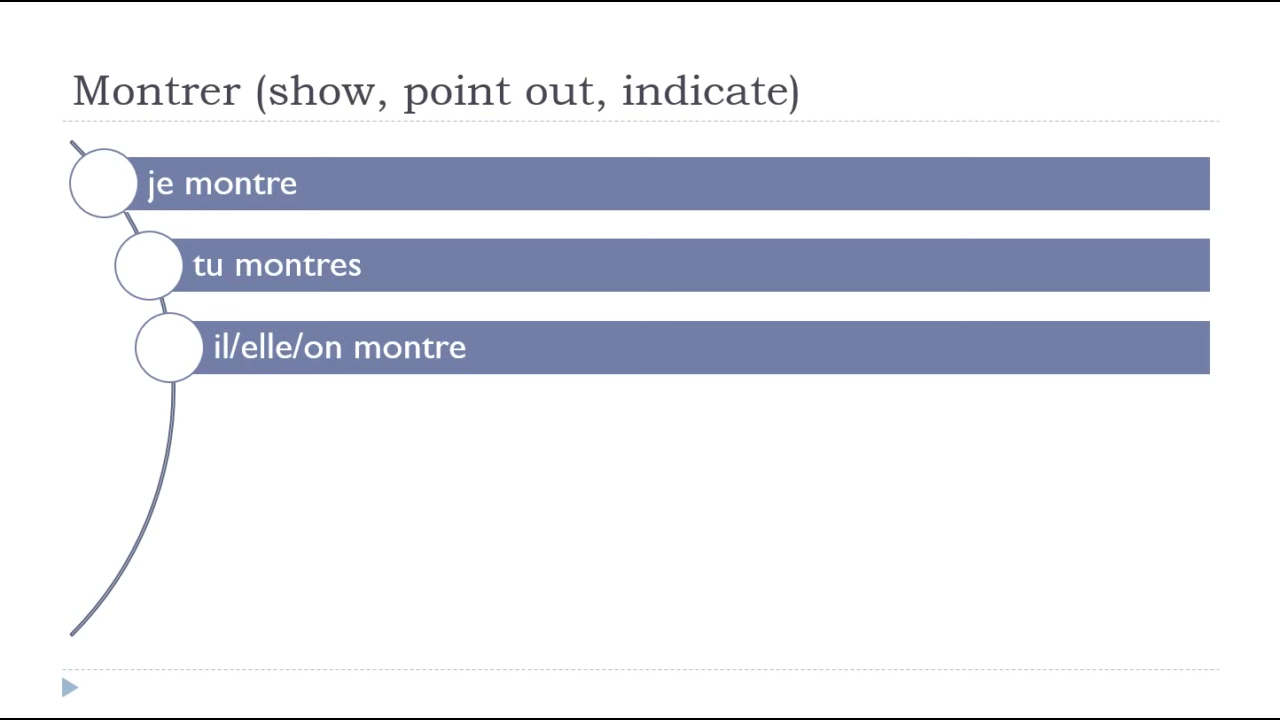 Montrer (show, point out, indicate)
je montre
tu montres
il/elle/on montre